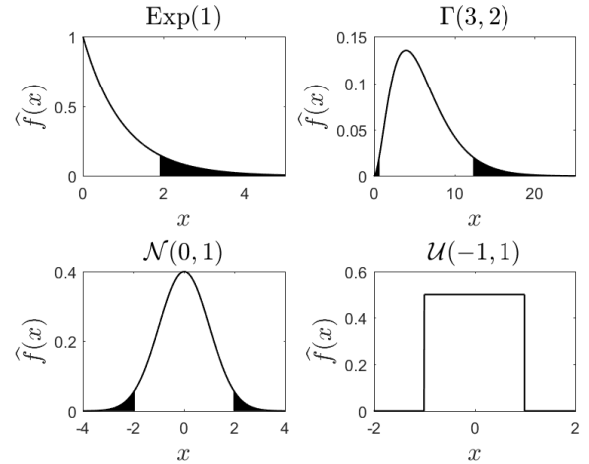 Exp(1)
1
0.5
0
0 2 4
f̂(x)
x
Γ(3, 2)
0.15
0.1
0.05
0
0 10 20
f̂(x)
x
𝒩(0, 1)
0.4
0.2
0
-4 -2 0 2 4
f̂(x)
x
𝒰(−1, 1)
0.6
0.4
0.2
0
-2 0 2
f̂(x)
x